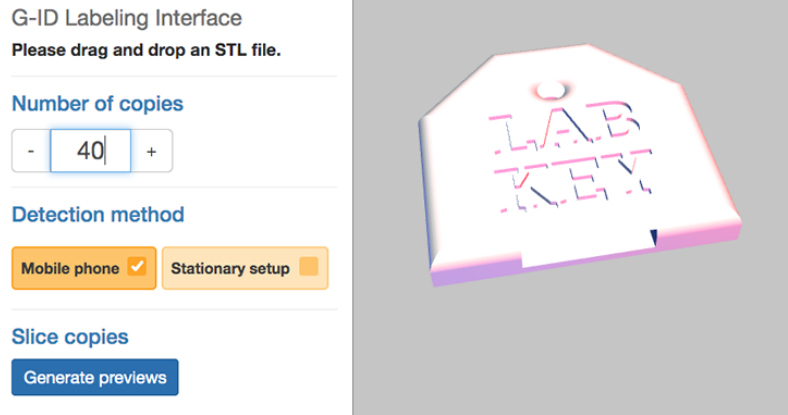 G-ID Labeling Interface
Please drag and drop an STL file.
Number of copies
- 40 +
Detection method
Mobile phone Stationary setup
Slice copies
Generate previews
LAB
KEY